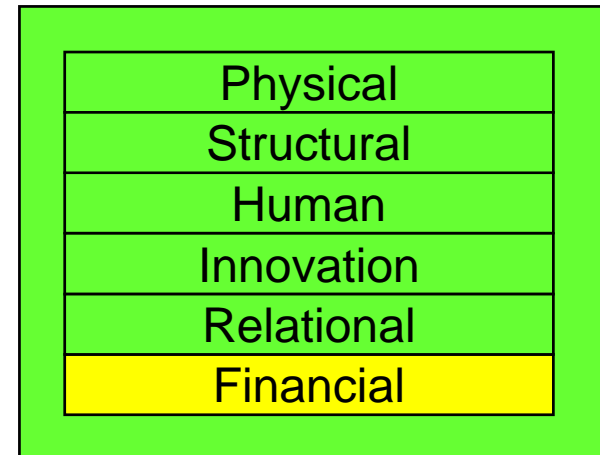 Physical
Structural
Human
Innovation
Relational
Financial